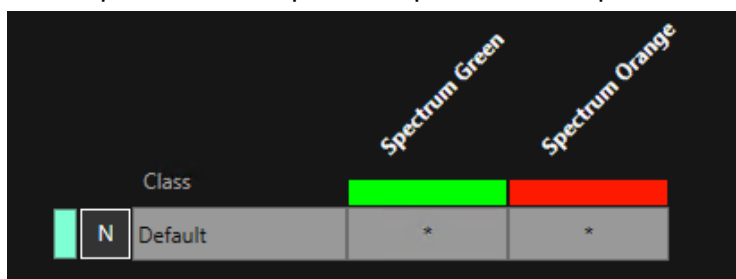 Spectrum Green
Spectrum Orange
Class
N Default * *